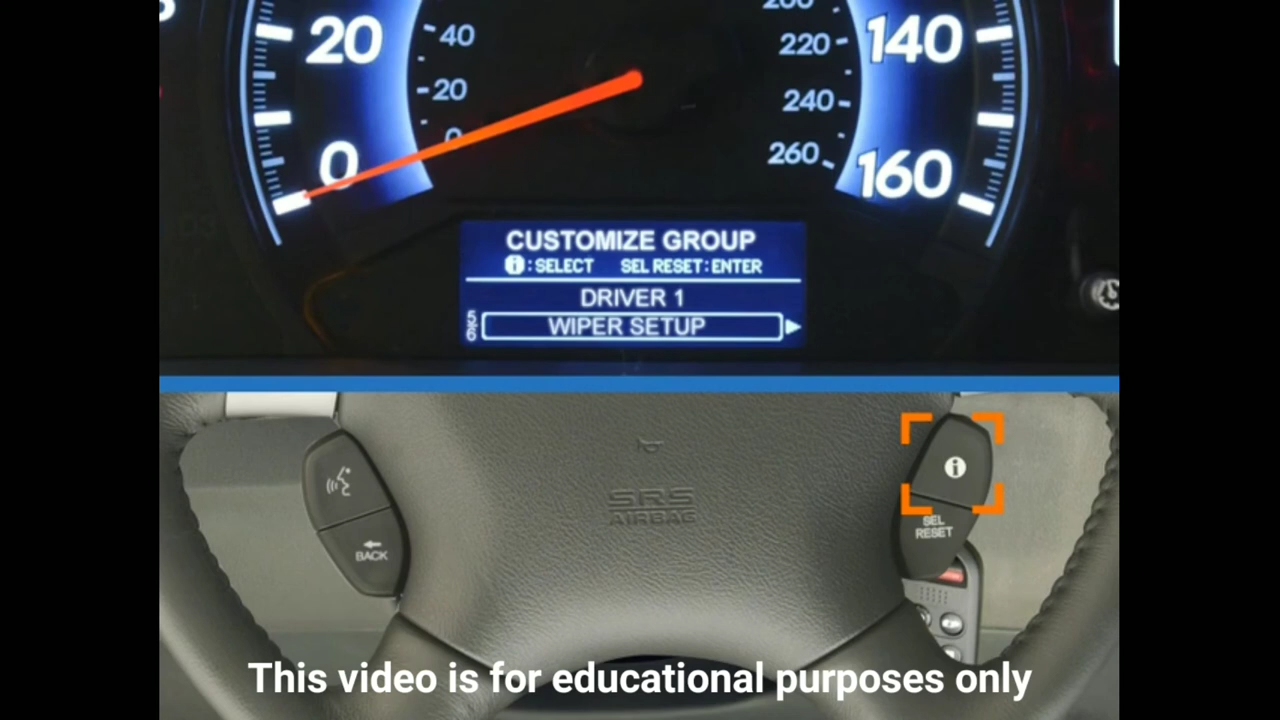 20
40
220
140
20
240
0
0
260
160
CUSTOMIZE GROUP
i:SELECT SEL RESET:ENTER
DRIVER 1
5/6
WIPER SETUP
i
SRS
AIRBAG
SEL
RESET
BACK
This video is for educational purposes only